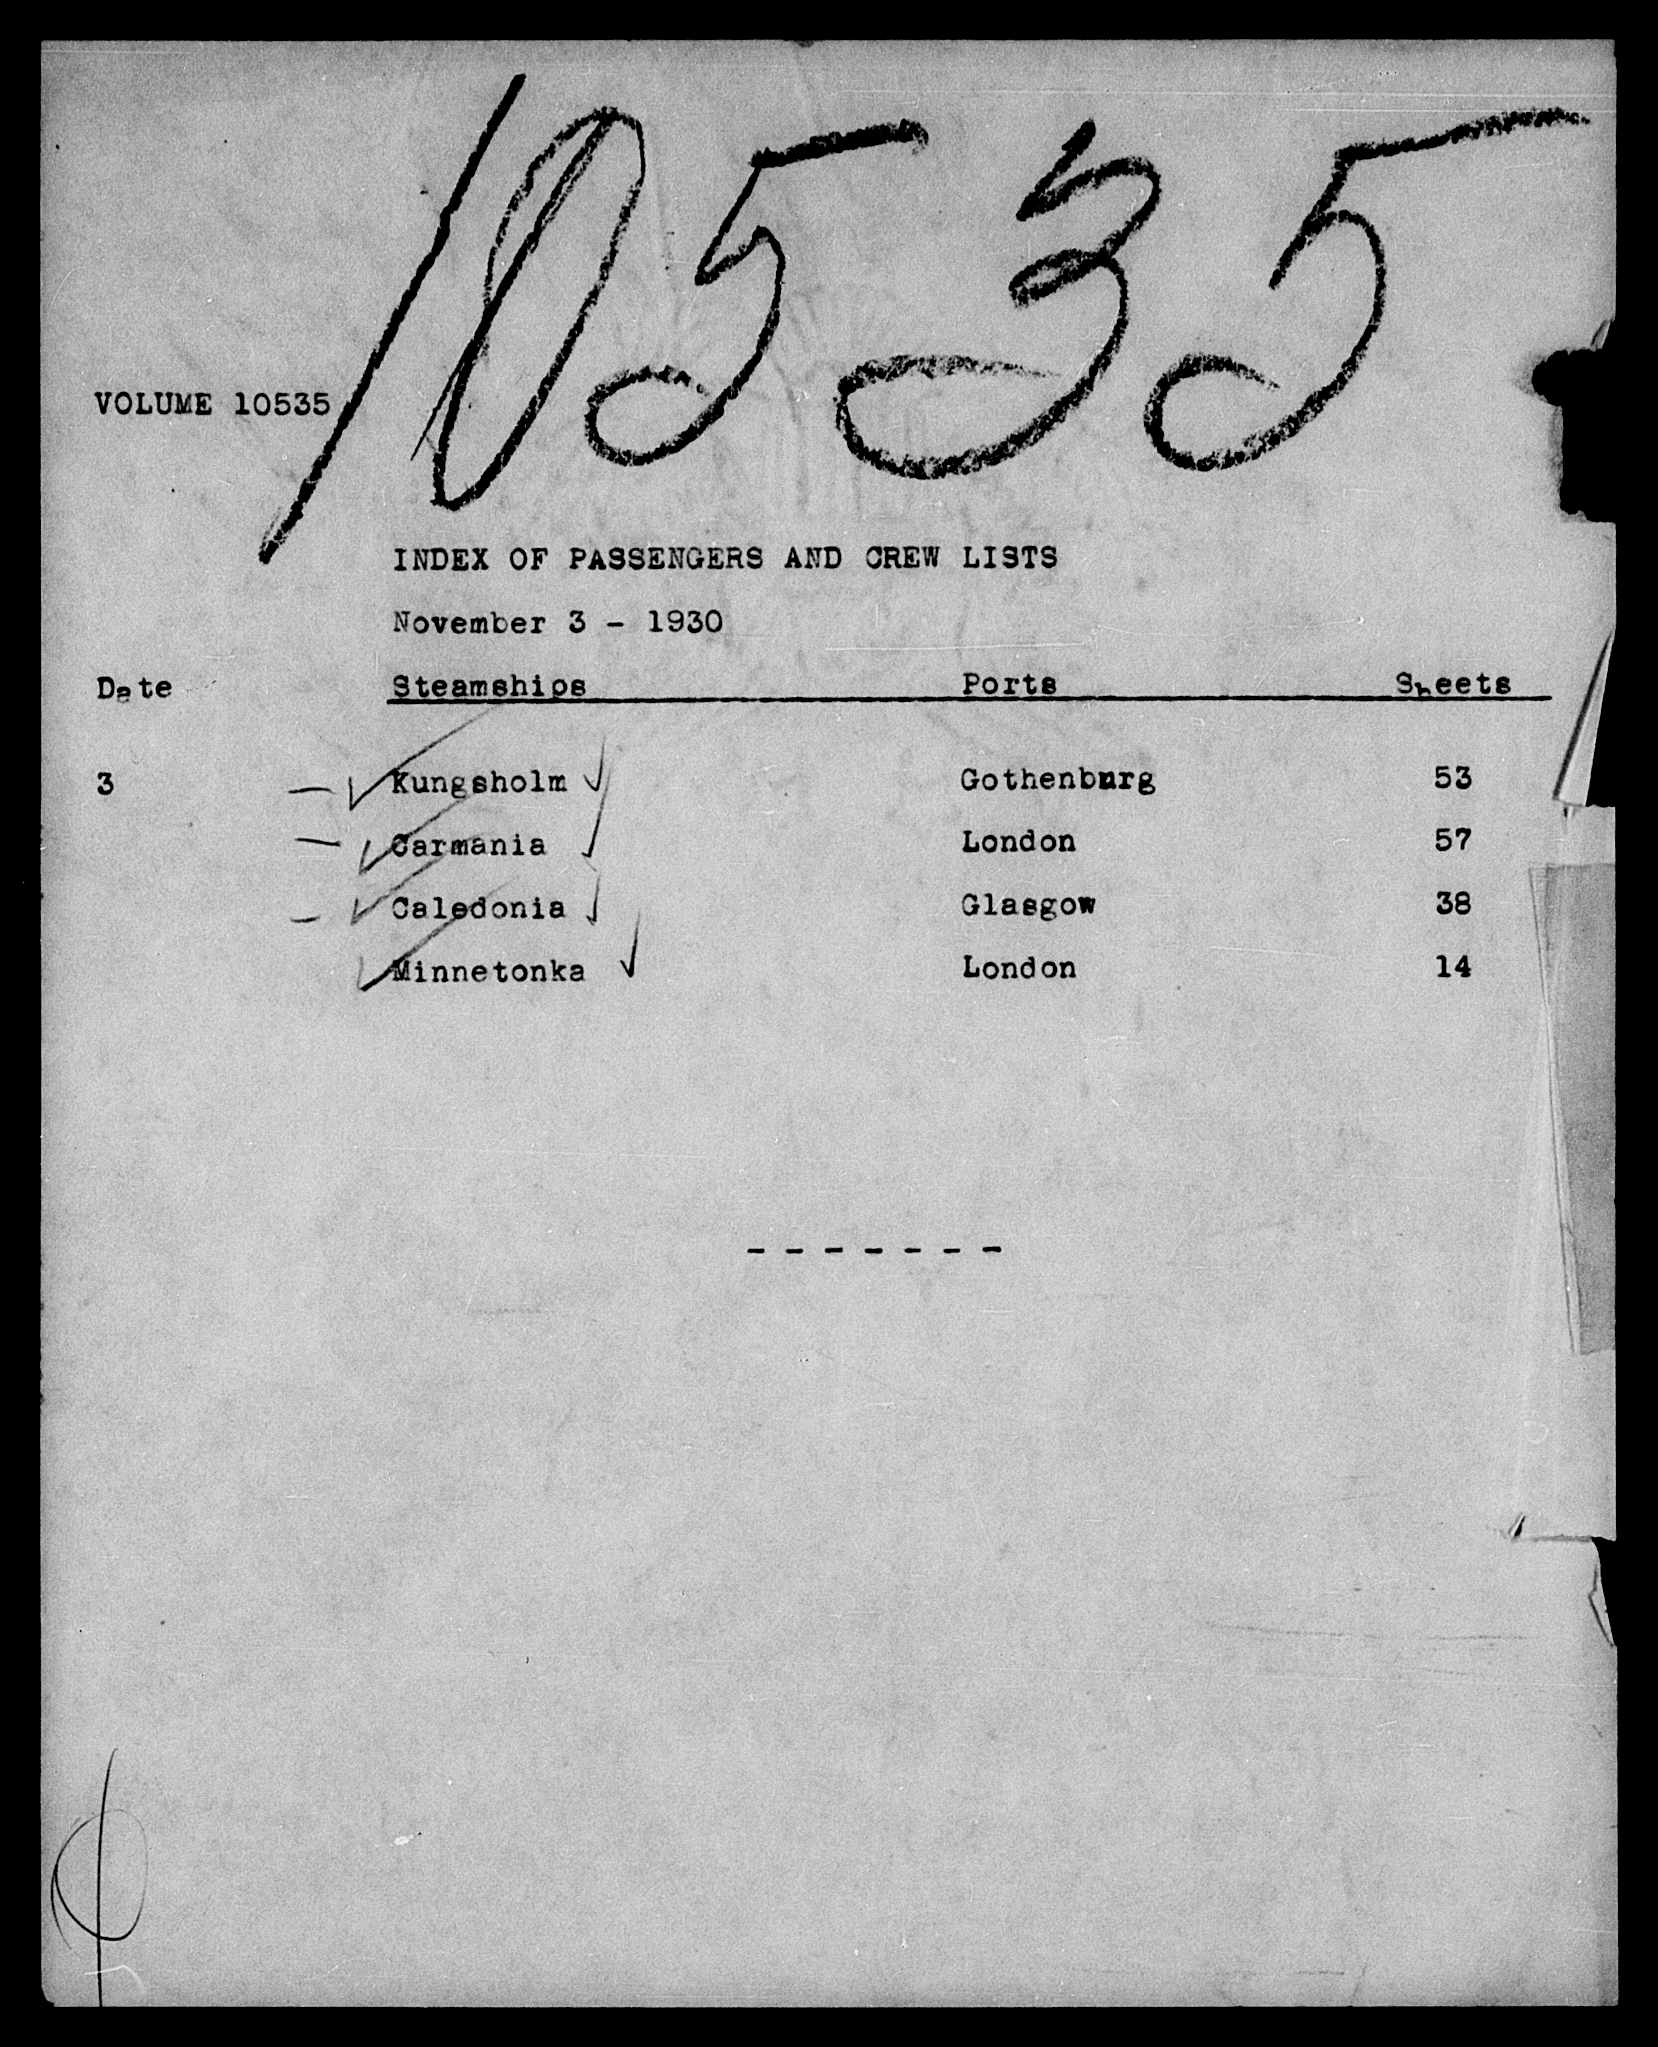 10535
VOLUME 10535
INDEX OF PASSENGERS AND CREW LISTS
November 3 - 1930
Date Steamships Ports Sheets
3 - ✓ Kungsholm ✓ Gothenburg 53
- ✓ Carmania ✓ London 57
- ✓ Caledonia ✓ Glasgow 38
✓ Minnetonka ✓ London 14
- - - - - - -